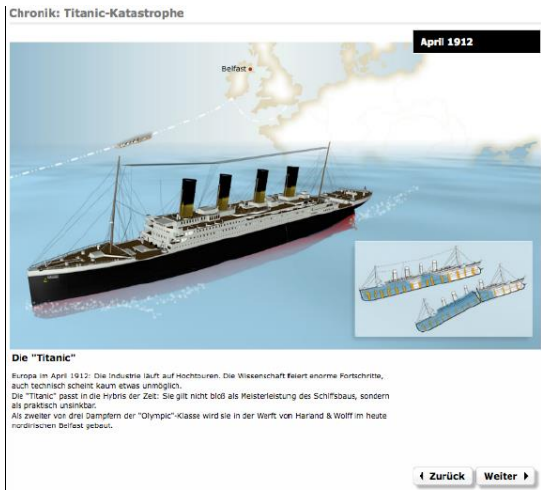 Chronik: Titanic-Katastrophe
April 1912
Belfast
Die "Titanic"
Europa im April 1912: Die Industrie läuft auf Hochtouren. Die Wissenschaft feiert enorme Fortschritte,
auch technisch scheint kaum etwas unmöglich.
Die "Titanic" passt in die Hybris der Zeit: Sie gilt nicht bloß als Meisterleistung des Schiffsbaus, sondern
als praktisch unsinkbar.
Als zweiter von drei Dampfern der "Olympic"-Klasse wird sie in der Werft von Harland & Wolff im heute
nordirischen Belfast gebaut.
Zurück
Weiter